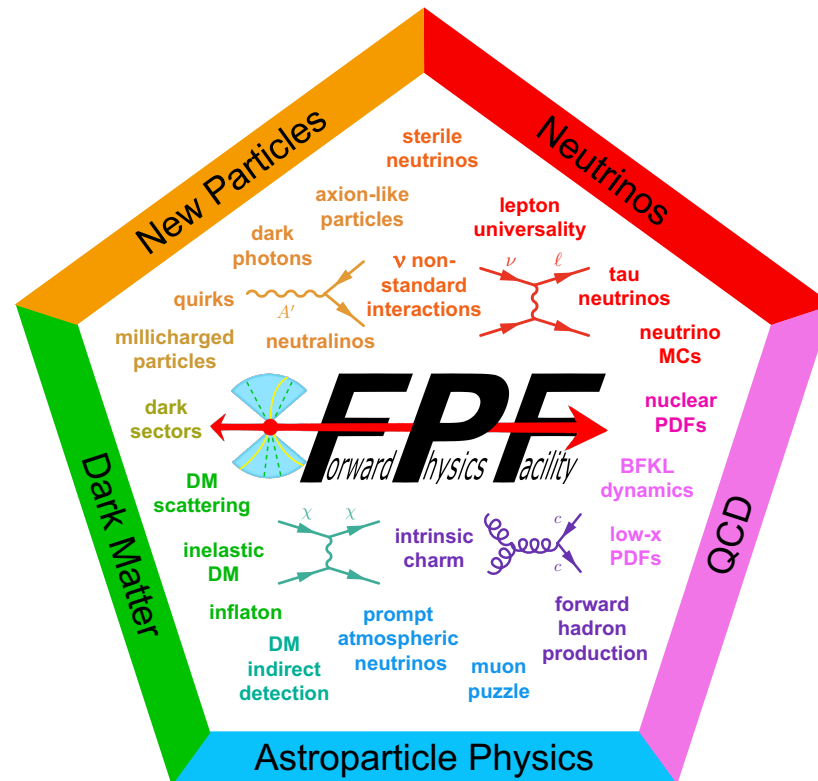 New Particles
Neutrinos
sterile
neutrinos
axion-like
particles
lepton
universality
dark
photons
ν non-
standard
interactions
ν
ℓ
tau
neutrinos
quirks
A′
neutralinos
millicharged
particles
neutrino
MCs
dark
sectors
Forward Physics Facility
nuclear
PDFs
Dark Matter
QCD
DM
scattering
BFKL
dynamics
χ
χ
inelastic
DM
intrinsic
charm
c
c
low-x
PDFs
inflaton
prompt
atmospheric
neutrinos
forward
hadron
production
DM
indirect
detection
muon
puzzle
Astroparticle Physics